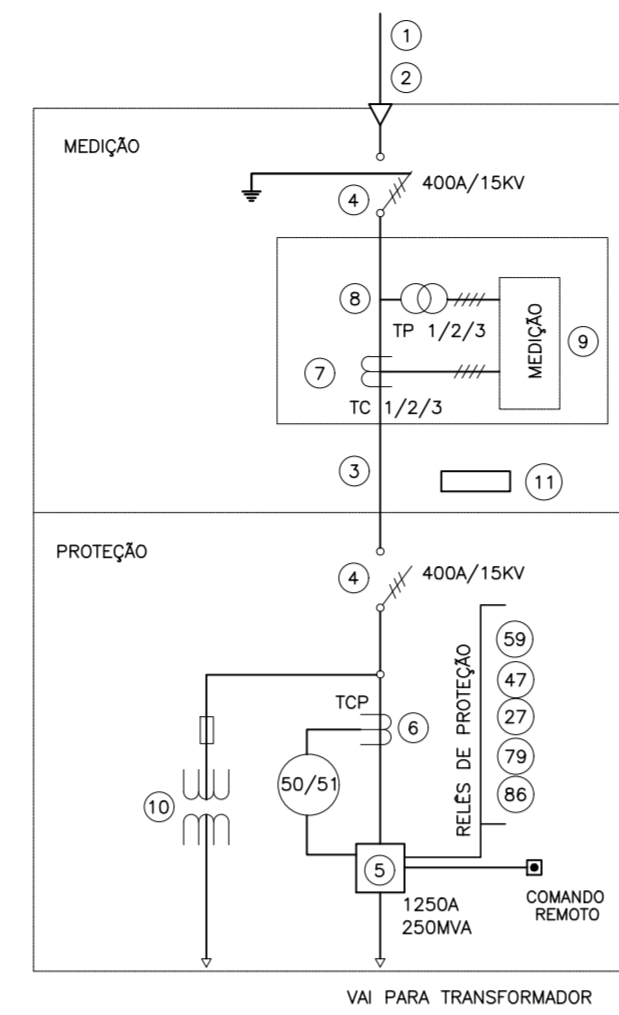 1
2
MEDIÇÃO
4
400A/15KV
8
TP 1/2/3
MEDIÇÃO
9
7
TC 1/2/3
3
11
PROTEÇÃO
4
400A/15KV
RELÊS DE PROTEÇÃO
59
47
27
79
86
TCP
6
50/51
10
5
1250A
250MVA
COMANDO
REMOTO
VAI PARA TRANSFORMADOR